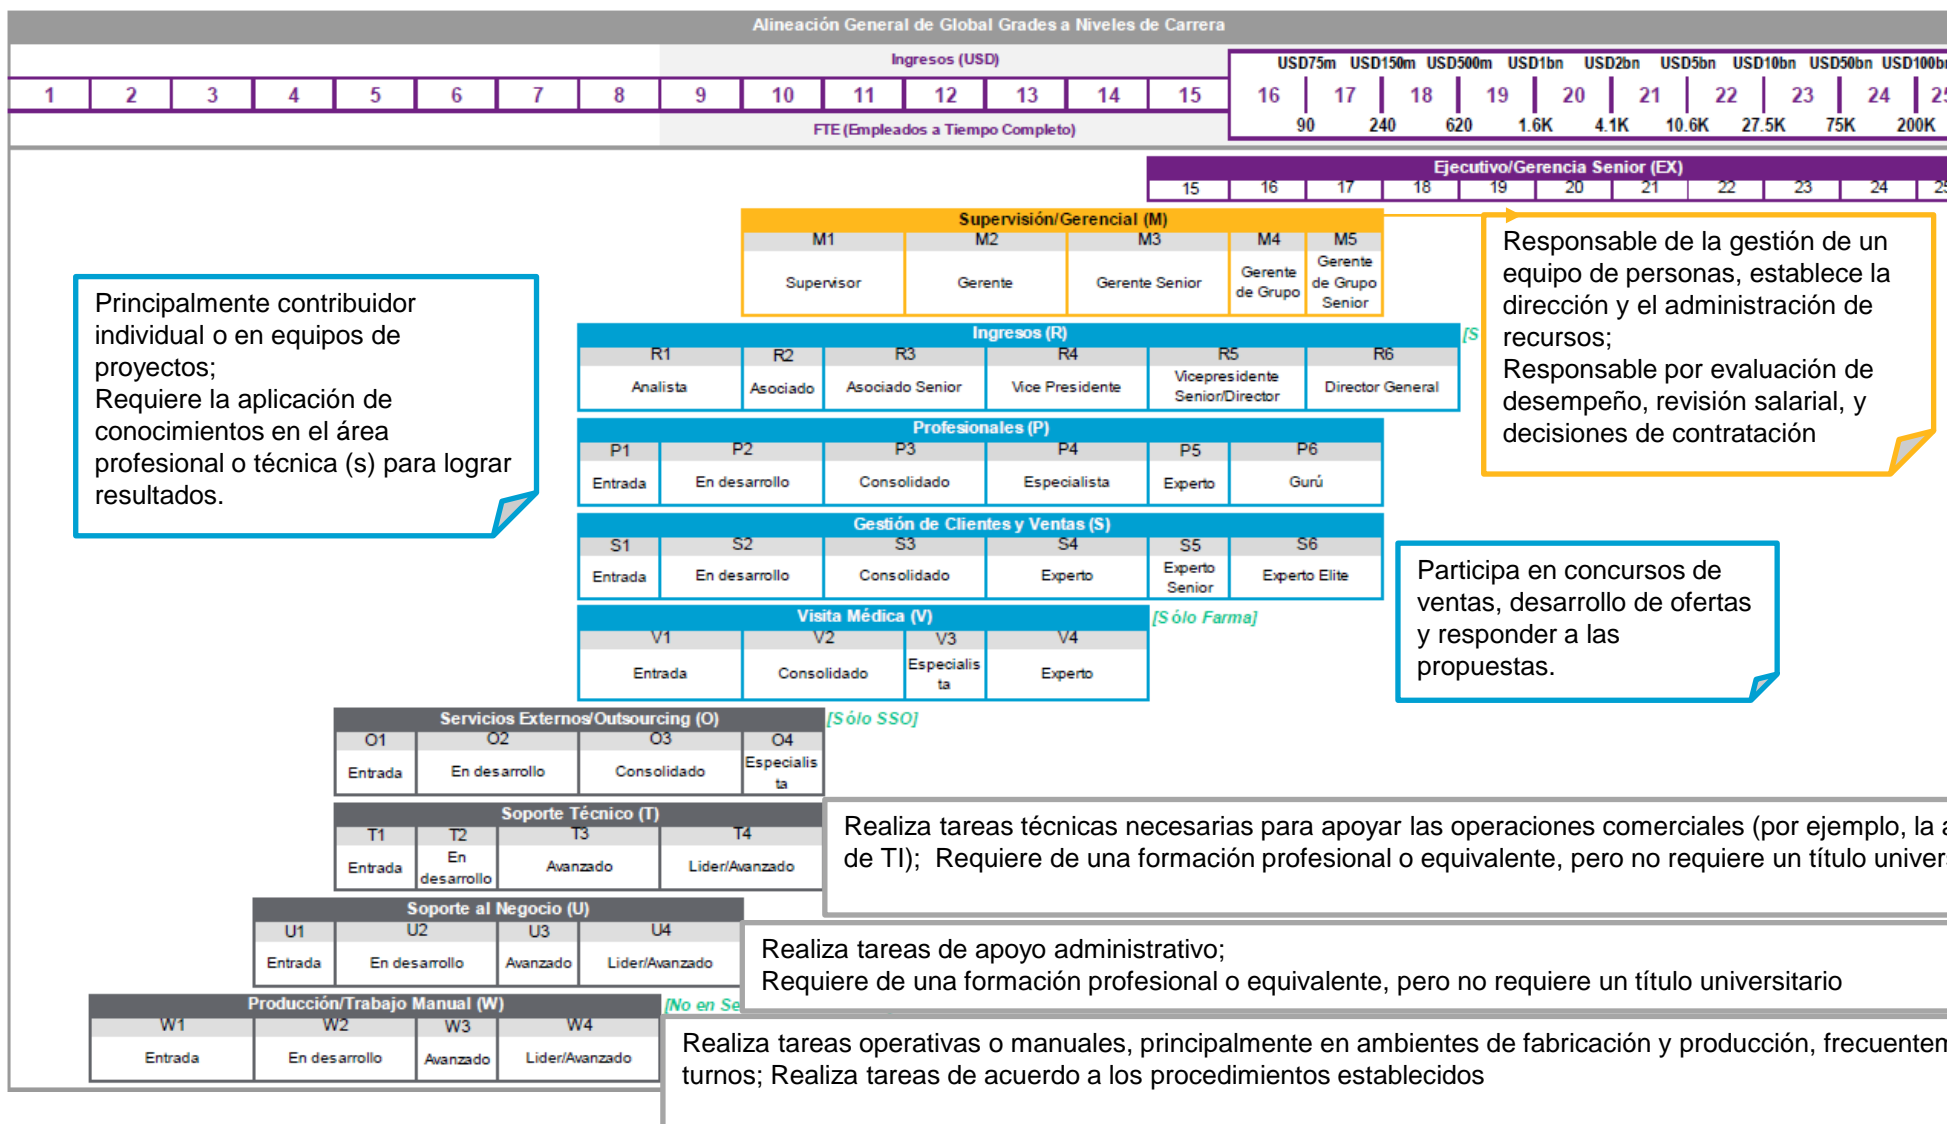 Alineación General de Global Grades a Niveles de Carrera
Ingresos (USD)
USD75m USD150m USD500m USD1bn USD2bn USD5bn USD10bn USD50bn USD100bn
1 2 3 4 5 6 7 8 9 10 11 12 13 14 15 16 17 18 19 20 21 22 23 24 25
FTE (Empleados a Tiempo Completo)
90 240 620 1.6K 4.1K 10.6K 27.5K 75K 200K
Ejecutivo/Gerencia Senior (EX)
15 16 17 18 19 20 21 22 23 24 25
Supervisión/Gerencial (M)
M1 M2 M3 M4 M5
Supervisor Gerente Gerente Senior Gerente de Grupo Gerente de Grupo Senior
Responsable de la gestión de un
equipo de personas, establece la
dirección y el administración de
recursos;
Responsable por evaluación de
desempeño, revisión salarial, y
decisiones de contratación
Principalmente contribuidor
individual o en equipos de
proyectos;
Requiere la aplicación de
conocimientos en el área
profesional o técnica (s) para lograr
resultados.
Ingresos (R)
[S
R1 R2 R3 R4 R5 R6
Analista Asociado Asociado Senior Vice Presidente Vicepresidente Senior/Director Director General
Profesionales (P)
P1 P2 P3 P4 P5 P6
Entrada En desarrollo Consolidado Especialista Experto Gurú
Gestión de Clientes y Ventas (S)
S1 S2 S3 S4 S5 S6
Entrada En desarrollo Consolidado Experto Experto Senior Experto Elite
Participa en concursos de
ventas, desarrollo de ofertas
y responder a las
propuestas.
Visita Médica (V)
[Sólo Farma]
V1 V2 V3 V4
Entrada Consolidado Especialista Experto
Servicios Externos/Outsourcing (O)
[Sólo SSO]
O1 O2 O3 O4
Entrada En desarrollo Consolidado Especialista
Soporte Técnico (T)
T1 T2 T3 T4
Entrada En desarrollo Avanzado Lider/Avanzado
Realiza tareas técnicas necesarias para apoyar las operaciones comerciales (por ejemplo, la
de TI); Requiere de una formación profesional o equivalente, pero no requiere un título
Soporte al Negocio (U)
U1 U2 U3 U4
Entrada En desarrollo Avanzado Lider/Avanzado
Realiza tareas de apoyo administrativo;
Requiere de una formación profesional o equivalente, pero no requiere un título universitario
Producción/Trabajo Manual (W)
[No en Se
W1 W2 W3 W4
Entrada En desarrollo Avanzado Lider/Avanzado
Realiza tareas operativas o manuales, principalmente en ambientes de fabricación y producción,
turnos; Realiza tareas de acuerdo a los procedimientos establecidos